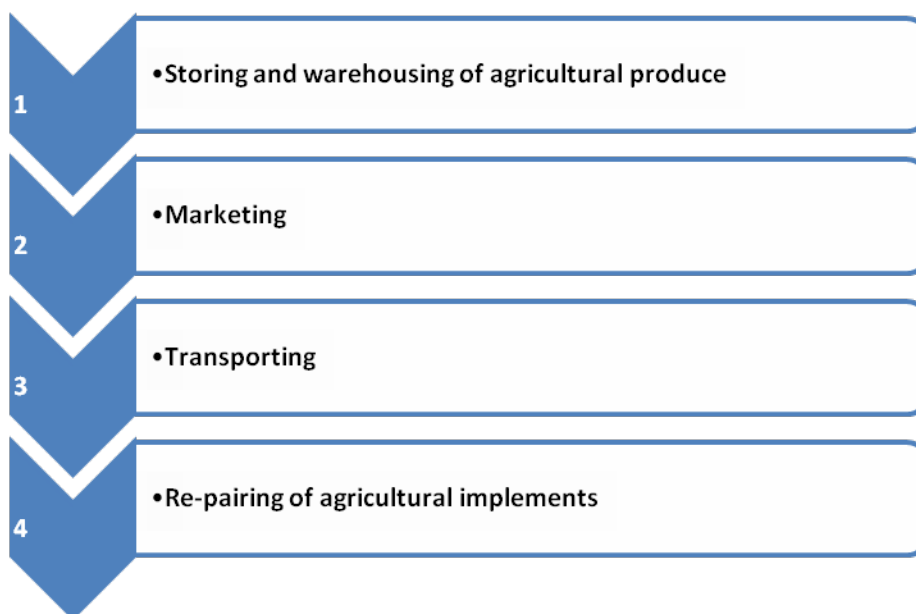 1
•Storing and warehousing of agricultural produce
2
•Marketing
3
•Transporting
4
•Re-pairing of agricultural implements